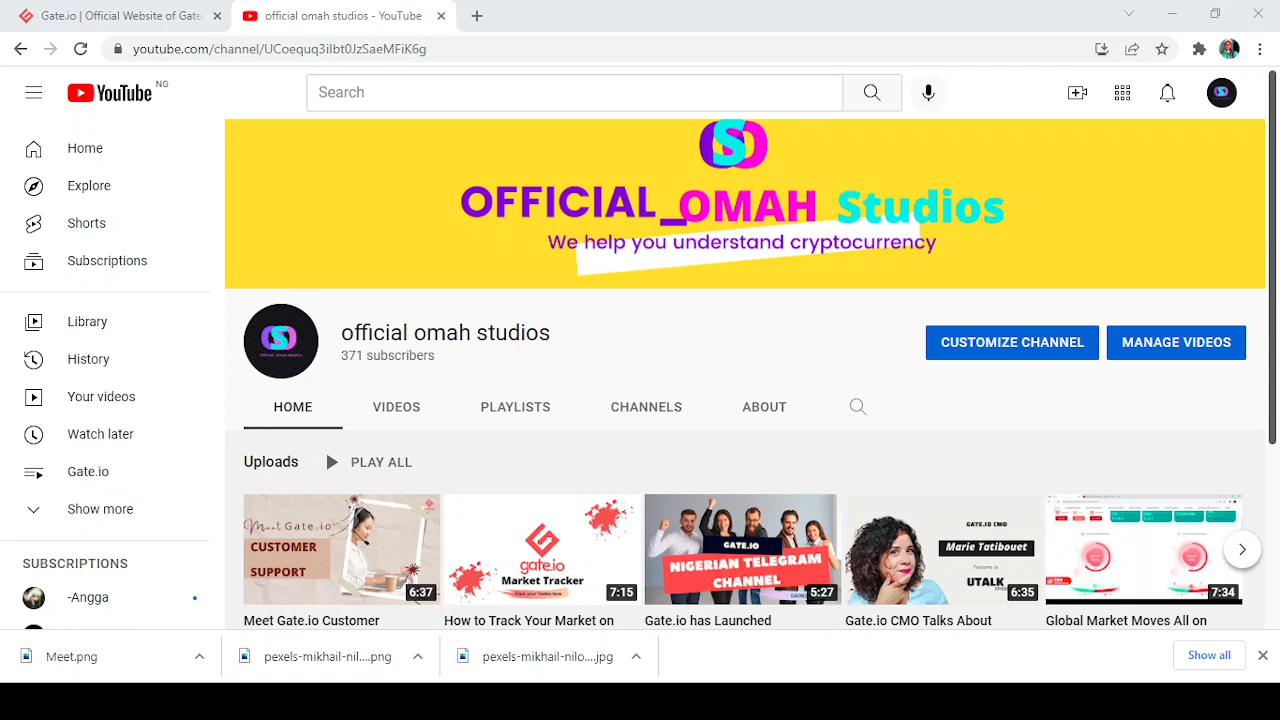 Gate.io | Official Website of Gate
official omah studios - YouTube
youtube.com/channel/UCoequq3iIbt0JzSaeMFiK6g
YouTube NG
Search
Home
Explore
Shorts
Subscriptions
Library
History
Your videos
Watch later
Gate.io
Show more
SUBSCRIPTIONS
-Angga
OSO
OFFICIAL_OMAH Studios
We help you understand cryptocurrency
official omah studios
371 subscribers
CUSTOMIZE CHANNEL
MANAGE VIDEOS
HOME
VIDEOS
PLAYLISTS
CHANNELS
ABOUT
Uploads
PLAY ALL
Meet Gate.io
CUSTOMER
SUPPORT
6:37
Meet Gate.io Customer
gate.io
Market Tracker
7:15
How to Track Your Market on
GATE.IO
NIGERIAN TELEGRAM
CHANNEL
5:27
Gate.io has Launched
GATE.IO CMO
Marie Tatibouet
Features in
UTALK
6:35
Gate.io CMO Talks About
7:34
Global Market Moves All on
Meet.png
pexels-mikhail-nil....png
pexels-mikhail-nilo....jpg
Show all